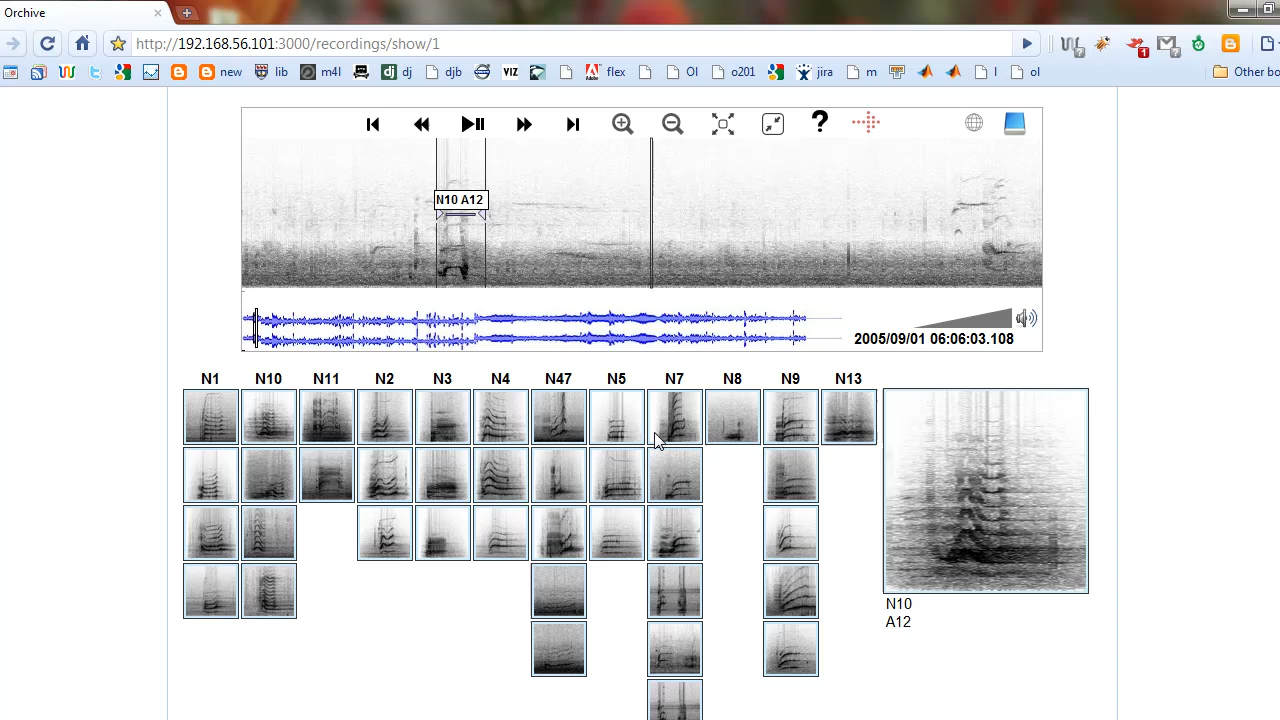 Orchive
http://192.168.56.101:3000/recordings/show/1
new lib m4l dj djb VIZ flex OI o201 jira m I ol Other bo
?
N10 A12
2005/09/01 06:06:03.108
N1 N10 N11 N2 N3 N4 N47 N5 N7 N8 N9 N13
N10
A12